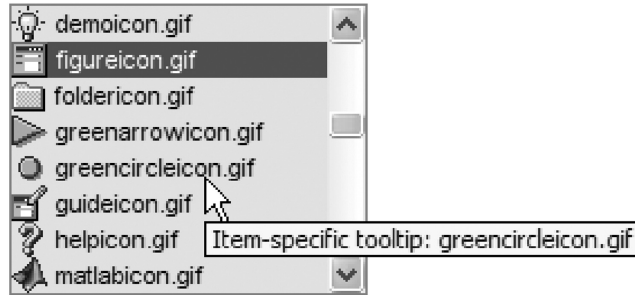 demoicon.gif
figureicon.gif
foldericon.gif
greenarrowicon.gif
greencircleicon.gif
guideicon.gif
helpicon.gif
Item-specific tooltip: greencircleicon.gif
matlabicon.gif